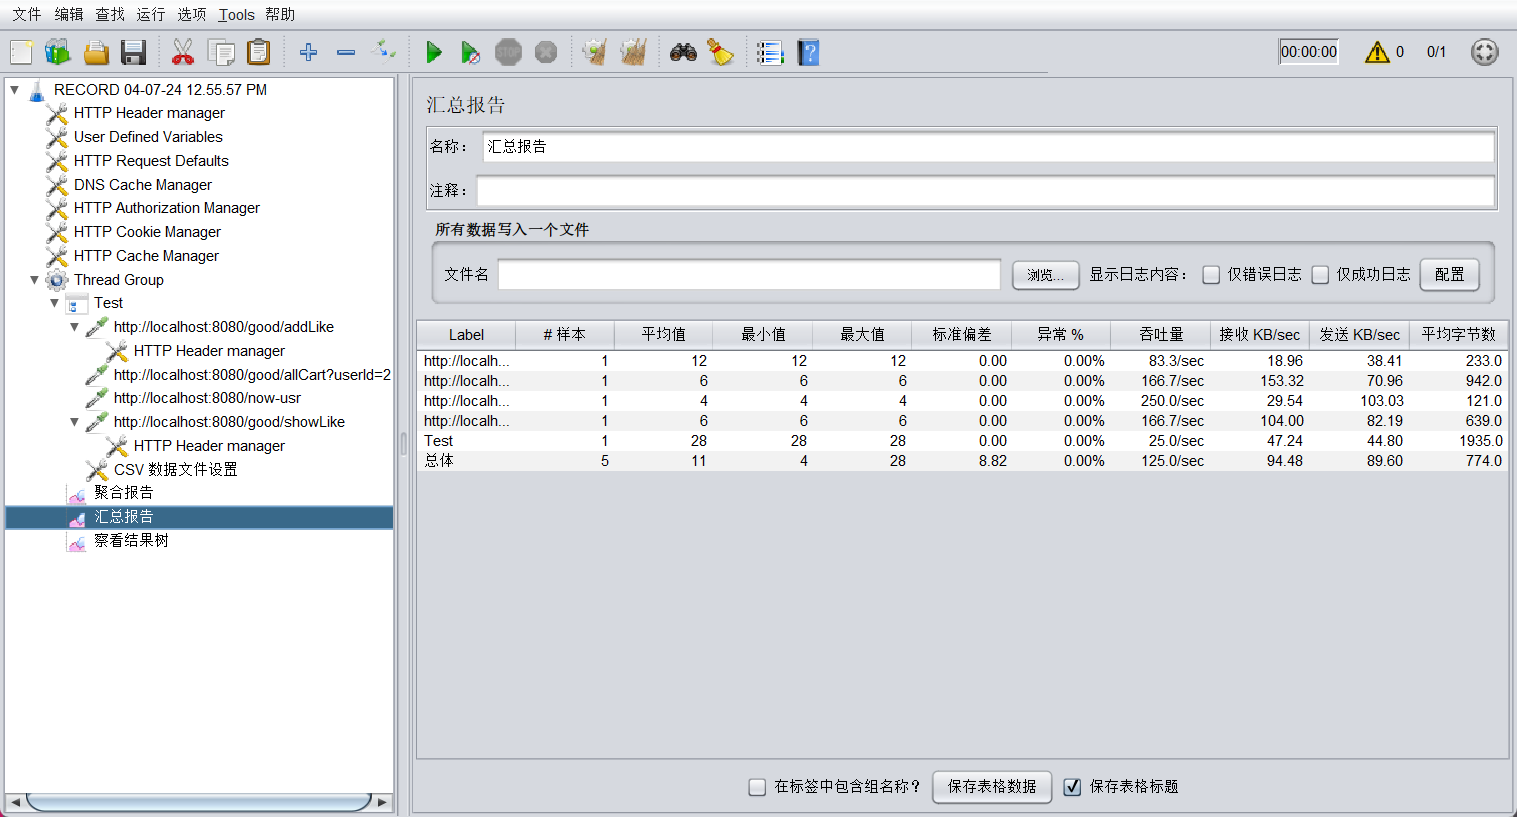 文件 编辑 查找 运行 选项 Tools 帮助
STOP 00:00:00 0 0/1
RECORD 04-07-24 12.55.57 PM
HTTP Header manager
User Defined Variables
HTTP Request Defaults
DNS Cache Manager
HTTP Authorization Manager
HTTP Cookie Manager
HTTP Cache Manager
Thread Group
Test
http://localhost:8080/good/addLike
HTTP Header manager
http://localhost:8080/good/allCart?userId=2
http://localhost:8080/now-usr
http://localhost:8080/good/showLike
HTTP Header manager
CSV 数据文件设置
聚合报告
汇总报告
察看结果树
汇总报告
名称： 汇总报告
注释：
所有数据写入一个文件
文件名 浏览... 显示日志内容： 仅错误日志 仅成功日志 配置
Label # 样本 平均值 最小值 最大值 标准偏差 异常 % 吞吐量 接收 KB/sec 发送 KB/sec 平均字节数
http://localh... 1 12 12 12 0.00 0.00% 83.3/sec 18.96 38.41 233.0
http://localh... 1 6 6 6 0.00 0.00% 166.7/sec 153.32 70.96 942.0
http://localh... 1 4 4 4 0.00 0.00% 250.0/sec 29.54 103.03 121.0
http://localh... 1 6 6 6 0.00 0.00% 166.7/sec 104.00 82.19 639.0
Test 1 28 28 28 0.00 0.00% 25.0/sec 47.24 44.80 1935.0
总体 5 11 4 28 8.82 0.00% 125.0/sec 94.48 89.60 774.0
在标签中包含组名称？ 保存表格数据 保存表格标题